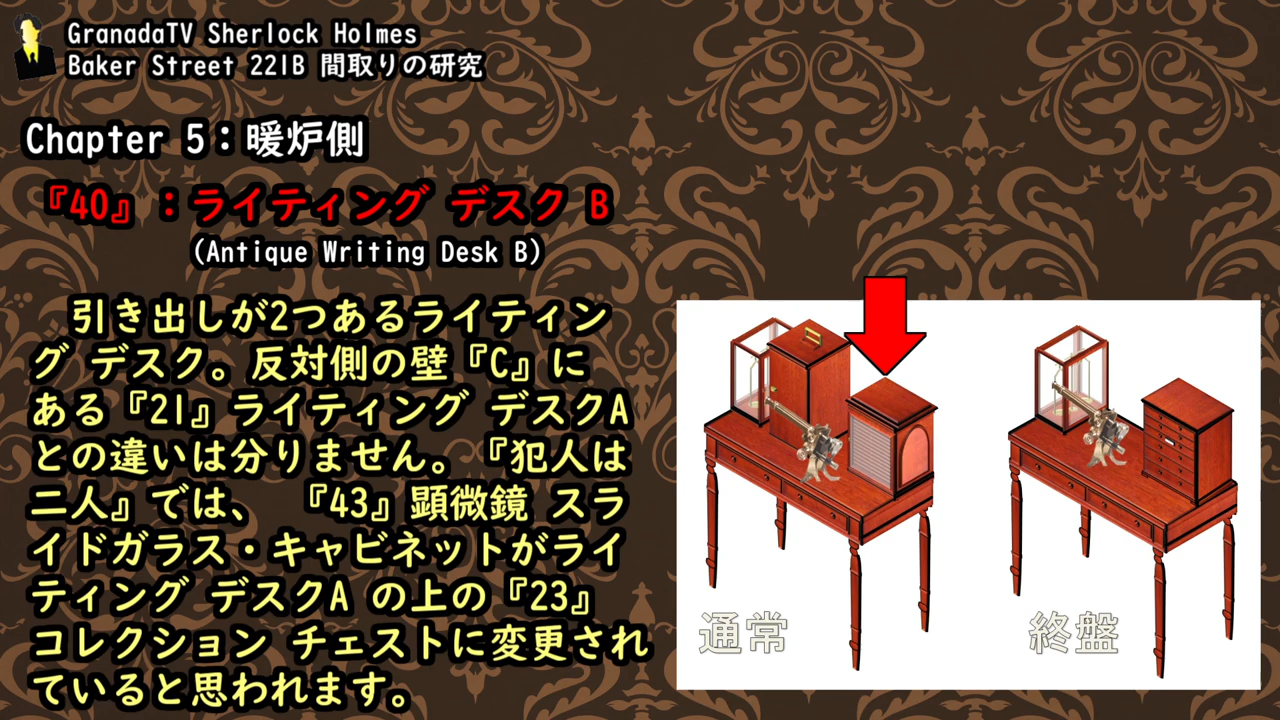 GranadaTV Sherlock Holmes
Baker Street 221B 間取りの研究
Chapter 5：暖炉側
『40』：ライティング デスク B
(Antique Writing Desk B)
引き出しが2つあるライティン
グ デスク。反対側の壁『C』に
ある『21』ライティング デスクA
との違いは分りません。『犯人は
二人』では、 『43』顕微鏡 スラ
イドガラス・キャビネットがライ
ティング デスクA の上の『23』
コレクション チェストに変更され
ていると思われます。
通常
終盤